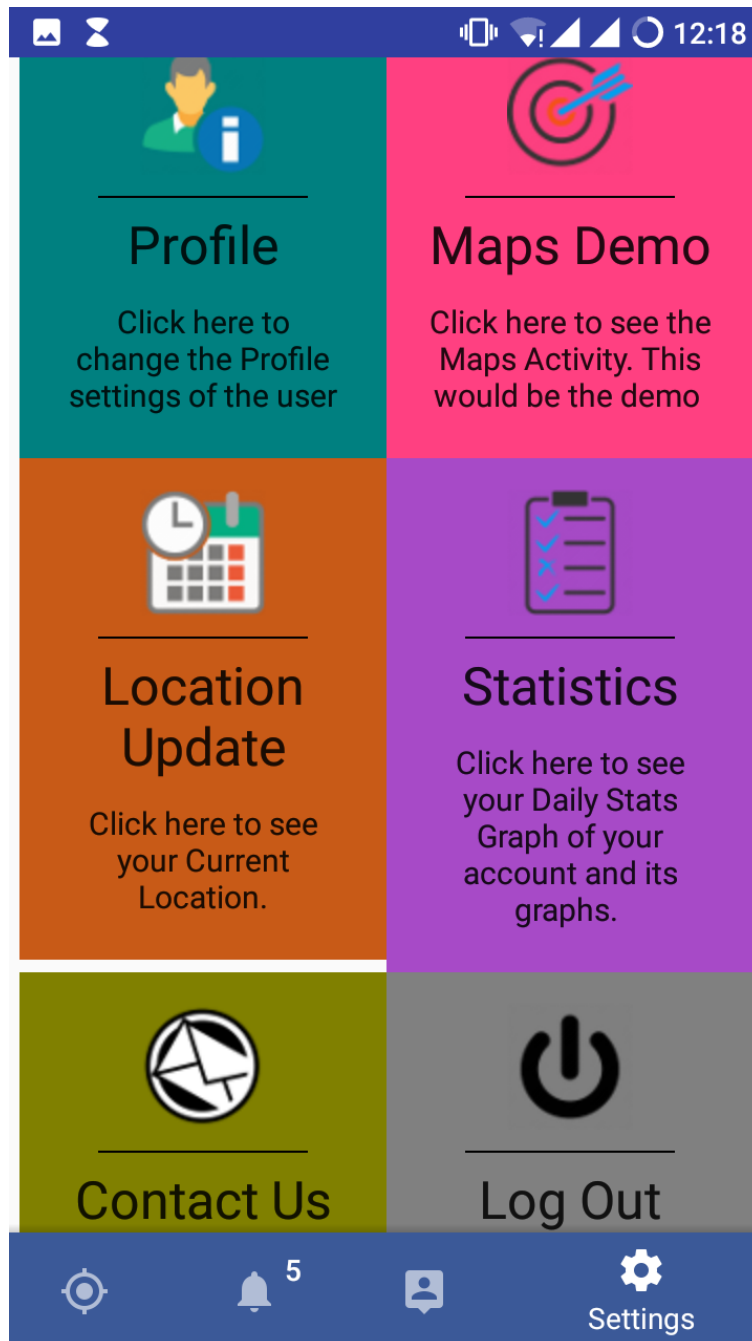 12:18
Profile
Click here to
change the Profile
settings of the user
Maps Demo
Click here to see the
Maps Activity. This
would be the demo
Location
Update
Click here to see
your Current
Location.
Statistics
Click here to see
your Daily Stats
Graph of your
account and its
graphs.
Contact Us
Log Out
5
Settings